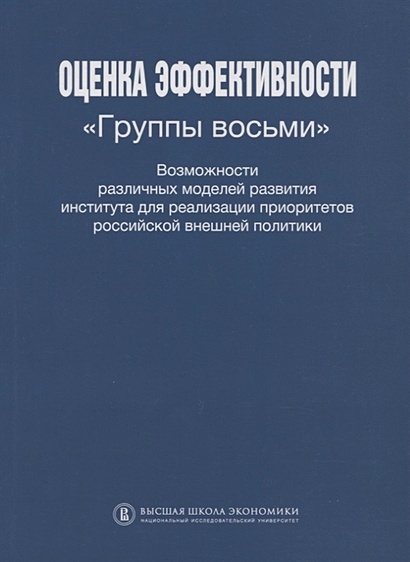 ОЦЕНКА ЭФФЕКТИВНОСТИ
«Группы восьми»
Возможности
различных моделей развития
института для реализации приоритетов
российской внешней политики
ВЫСШАЯ ШКОЛА ЭКОНОМИКИ
НАЦИОНАЛЬНЫЙ ИССЛЕДОВАТЕЛЬСКИЙ УНИВЕРСИТЕТ